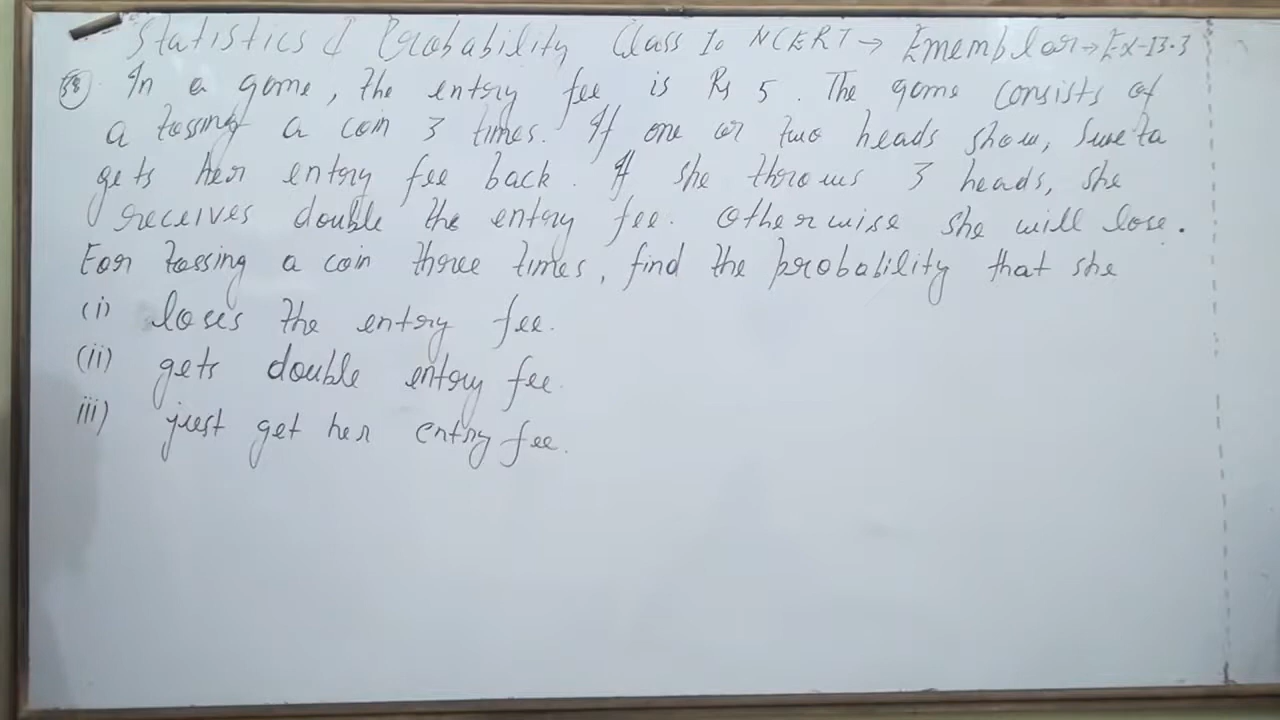 Statistics & Probability Class 10 NCERT → Ememblar → Ex-13.3
38 In a game, the entry fee is Rs 5. The game consists of
a tossing a coin 3 times. If one or two heads show, Sweta
gets her entry fee back. If she throws 3 heads, she
receives double the entry fee. Otherwise she will lose.
For tossing a coin three times, find the probability that she
(i) loses the entry fee.
(ii) gets double entry fee.
iii) just get her entry fee.